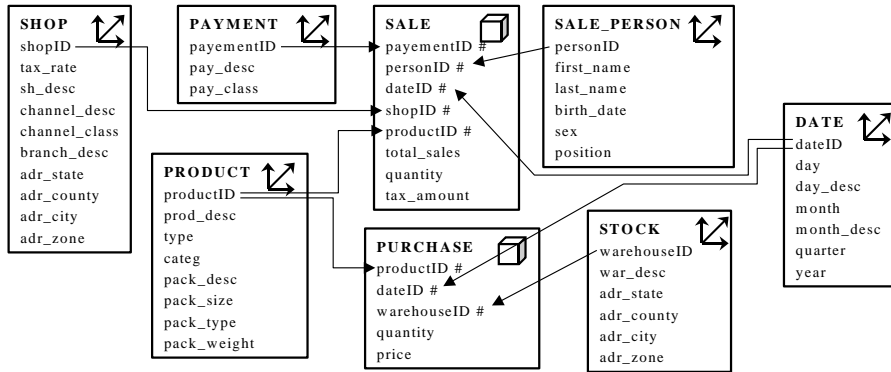 SHOP
shopID
tax_rate
sh_desc
channel_desc
channel_class
branch_desc
adr_state
adr_county
adr_city
adr_zone
PAYMENT
payementID
pay_desc
pay_class
SALE
payementID #
personID #
dateID #
shopID #
productID #
total_sales
quantity
tax_amount
SALE_PERSON
personID
first_name
last_name
birth_date
sex
position
DATE
dateID
day
day_desc
month
month_desc
quarter
year
PRODUCT
productID
prod_desc
type
categ
pack_desc
pack_size
pack_type
pack_weight
PURCHASE
productID #
dateID #
warehouseID #
quantity
price
STOCK
warehouseID
war_desc
adr_state
adr_county
adr_city
adr_zone